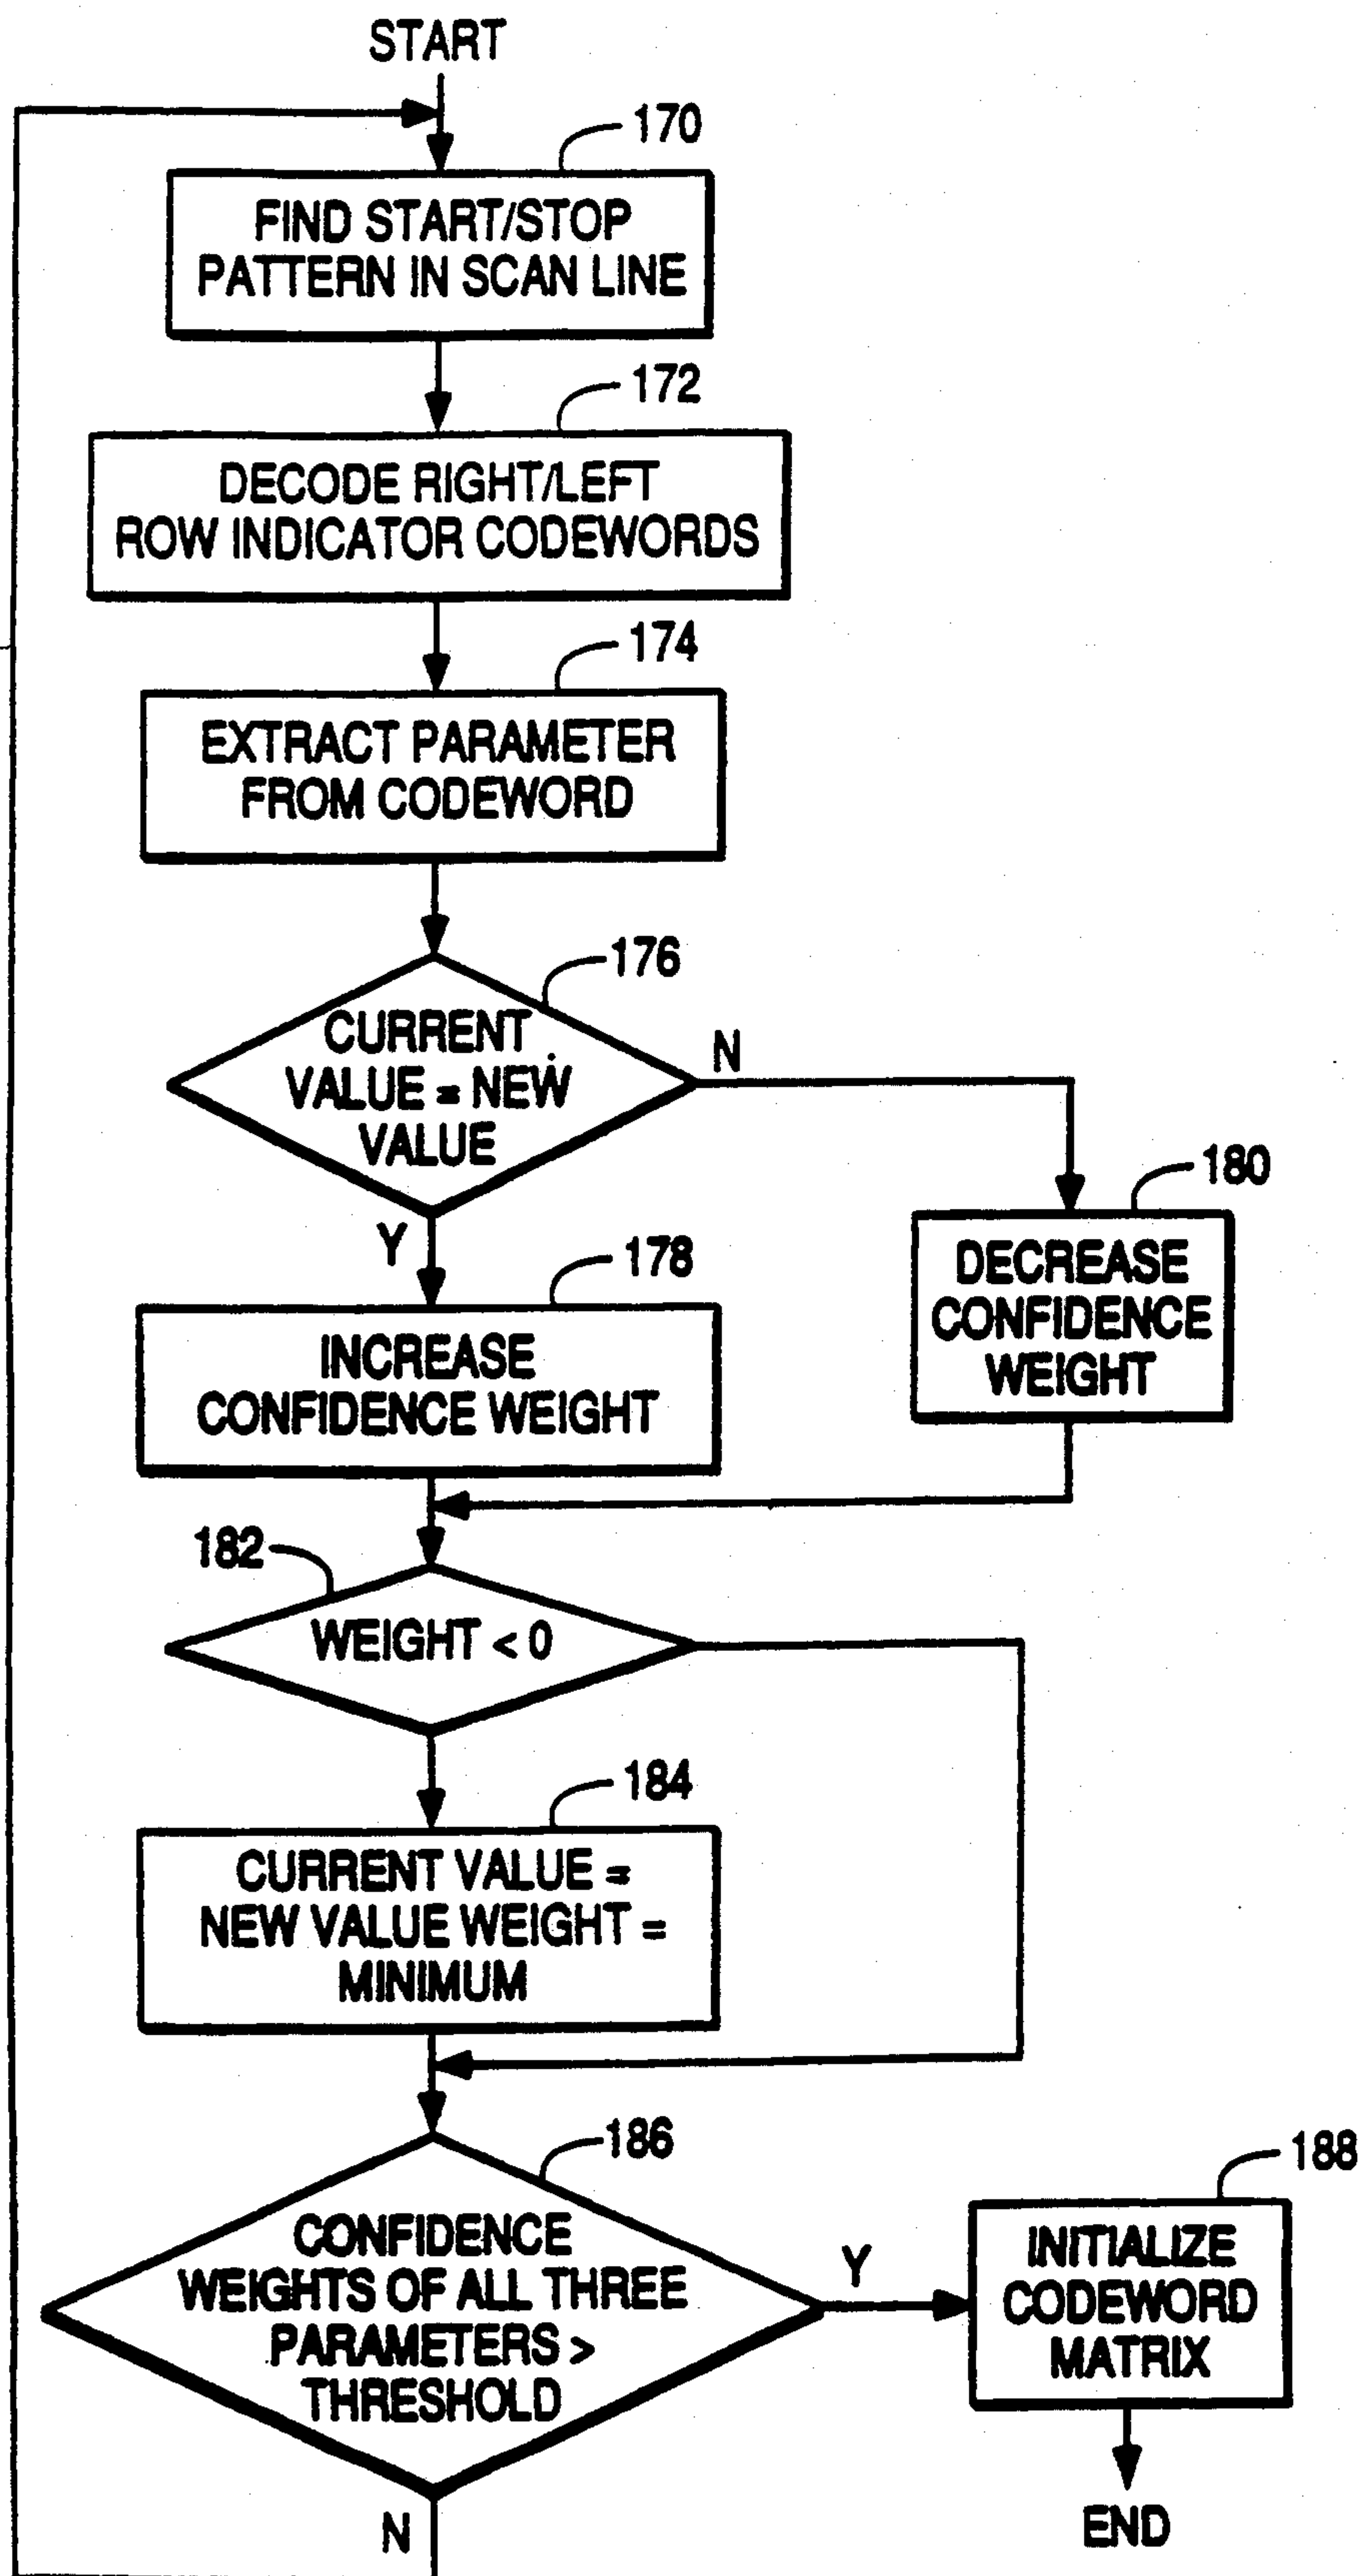 START
170
FIND START/STOP
PATTERN IN SCAN LINE
172
DECODE RIGHT/LEFT
ROW INDICATOR CODEWORDS
174
EXTRACT PARAMETER
FROM CODEWORD
176
CURRENT
VALUE = NEW
VALUE
N
Y
180
DECREASE
CONFIDENCE
WEIGHT
178
INCREASE
CONFIDENCE WEIGHT
182
WEIGHT < 0
184
CURRENT VALUE =
NEW VALUE WEIGHT =
MINIMUM
186
CONFIDENCE
WEIGHTS OF ALL THREE
PARAMETERS >
THRESHOLD
Y
N
188
INITIALIZE
CODEWORD
MATRIX
END